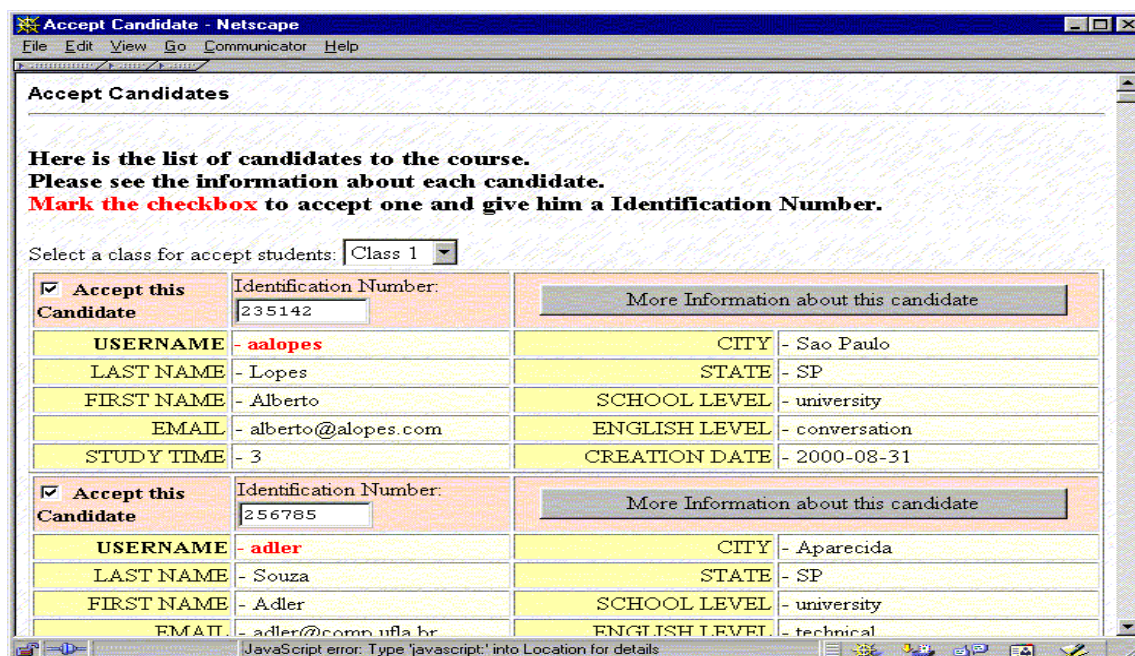 Accept Candidate - Netscape
File Edit View Go Communicator Help
Accept Candidates
Here is the list of candidates to the course.
Please see the information about each candidate.
Mark the checkbox to accept one and give him a Identification Number.
Select a class for accept students: Class 1
Accept this Candidate Identification Number: 235142 More Information about this candidate
USERNAME - aalopes CITY - Sao Paulo
LAST NAME - Lopes STATE - SP
FIRST NAME - Alberto SCHOOL LEVEL - university
EMAIL - alberto@alopes.com ENGLISH LEVEL - conversation
STUDY TIME - 3 CREATION DATE - 2000-08-31
Accept this Candidate Identification Number: 256785 More Information about this candidate
USERNAME - adler CITY - Aparecida
LAST NAME - Souza STATE - SP
FIRST NAME - Adler SCHOOL LEVEL - university
EMAIL - adler@comp.ufla.br ENGLISH LEVEL - technical
JavaScript error: Type 'javascript:' into Location for details